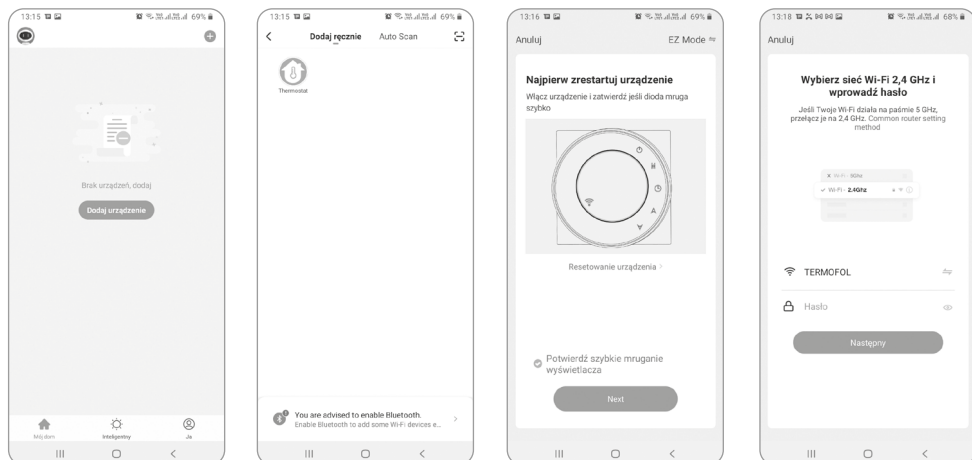 13:15
69%
Brak urządzeń, dodaj
Dodaj urządzenie
Mój dom
Inteligentny
Ja
13:15
69%
Dodaj ręcznie
Auto Scan
Thermostat
You are advised to enable Bluetooth.
Enable Bluetooth to add some Wi-Fi devices e...
13:16
69%
Anuluj
EZ Mode
Najpierw zrestartuj urządzenie
Włącz urządzenie i zatwierdź jeśli dioda mruga
szybko
A
Resetowanie urządzenia >
Potwierdź szybkie mruganie
wyświetlacza
Next
13:18
68%
Anuluj
Wybierz sieć Wi-Fi 2,4 GHz i
wprowadź hasło
Jeśli Twoje Wi-Fi działa na paśmie 5 GHz,
przełącz je na 2,4 GHz. Common router setting
method
X Wi-Fi - 5Ghz
✓ Wi-Fi - 2.4Ghz
TERMOFOL
Hasło
Następny